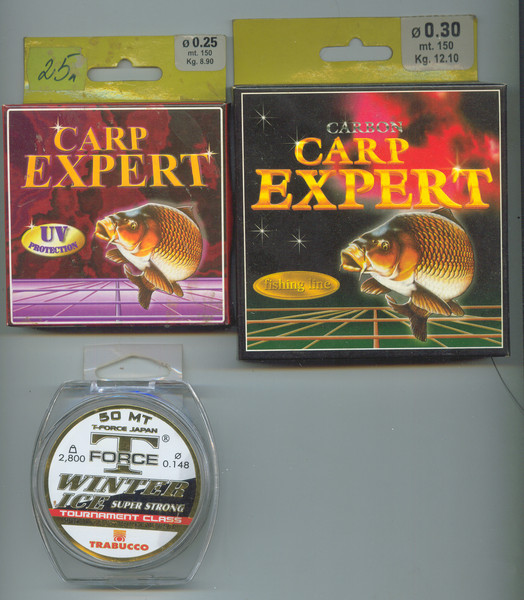 25л
ø 0.25
mt. 150
Kg. 8.90
CARP
EXPERT
UV
PROTECTION
ø 0.30
mt. 150
Kg. 12.10
CARBON
CARP
EXPERT
fishing line
50 MT
T-FORCE JAPAN
T ®
FORCE
2,800
ø
0.148
WINTER
ICE SUPER STRONG
TOURNAMENT CLASS
TRABUCCO